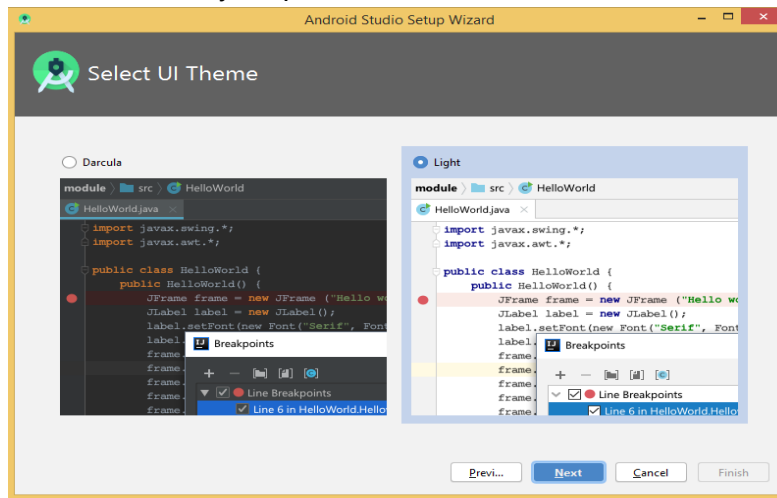 Android Studio Setup Wizard
Select UI Theme
Darcula
module src HelloWorld
HelloWorld.java
import javax.swing.*;
import javax.awt.*;
public class HelloWorld {
public HelloWorld() {
JFrame frame = new JFrame ("Hello wo
JLabel label = new JLabel();
label.setFont(new Font("Serif", Font
label.
Breakpoints
frame.
frame.
frame.
frame.
frame.
Line Breakpoints
Line 6 in HelloWorld.Hello
Light
module src HelloWorld
HelloWorld.java
import javax.swing.*;
import javax.awt.*;
public class HelloWorld {
public HelloWorld() {
JFrame frame = new JFrame ("Hello wo
JLabel label = new JLabel();
label.setFont(new Font("Serif", Font
label.
Breakpoints
frame.
frame.
frame.
frame.
frame.
Line Breakpoints
Line 6 in HelloWorld.Hello
Previ... Next Cancel Finish